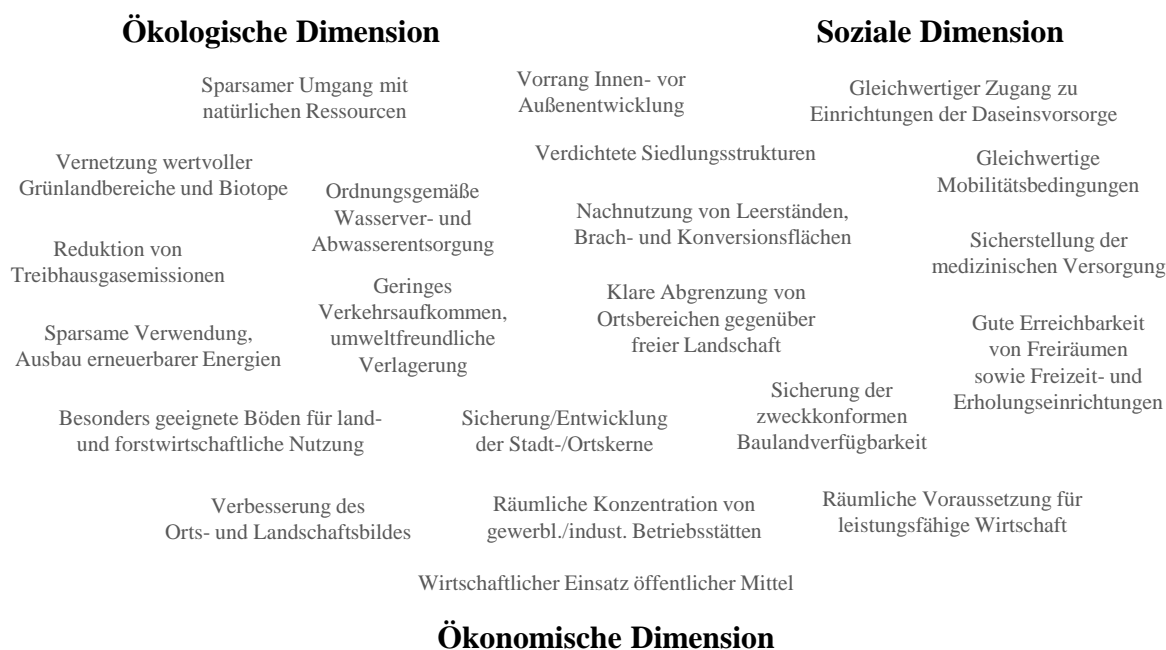 Ökologische Dimension
Soziale Dimension
Sparsamer Umgang mit
natürlichen Ressourcen
Vorrang Innen- vor
Außenentwicklung
Gleichwertiger Zugang zu
Einrichtungen der Daseinsvorsorge
Vernetzung wertvoller
Grünlandbereiche und Biotope
Ordnungsgemäße
Wasserver- und
Abwasserentsorgung
Verdichtete Siedlungsstrukturen
Gleichwertige
Mobilitätsbedingungen
Nachnutzung von Leerständen,
Brach- und Konversionsflächen
Reduktion von
Treibhausgasemissionen
Sicherstellung der
medizinischen Versorgung
Geringes
Verkehrsaufkommen,
umweltfreundliche
Verlagerung
Klare Abgrenzung von
Ortsbereichen gegenüber
freier Landschaft
Sparsame Verwendung,
Ausbau erneuerbarer Energien
Gute Erreichbarkeit
von Freiräumen
sowie Freizeit- und
Erholungseinrichtungen
Besonders geeignete Böden für land-
und forstwirtschaftliche Nutzung
Sicherung/Entwicklung
der Stadt-/Ortskerne
Sicherung der
zweckkonformen
Baulandverfügbarkeit
Verbesserung des
Orts- und Landschaftsbildes
Räumliche Konzentration von
gewerbl./indust. Betriebsstätten
Räumliche Voraussetzung für
leistungsfähige Wirtschaft
Wirtschaftlicher Einsatz öffentlicher Mittel
Ökonomische Dimension